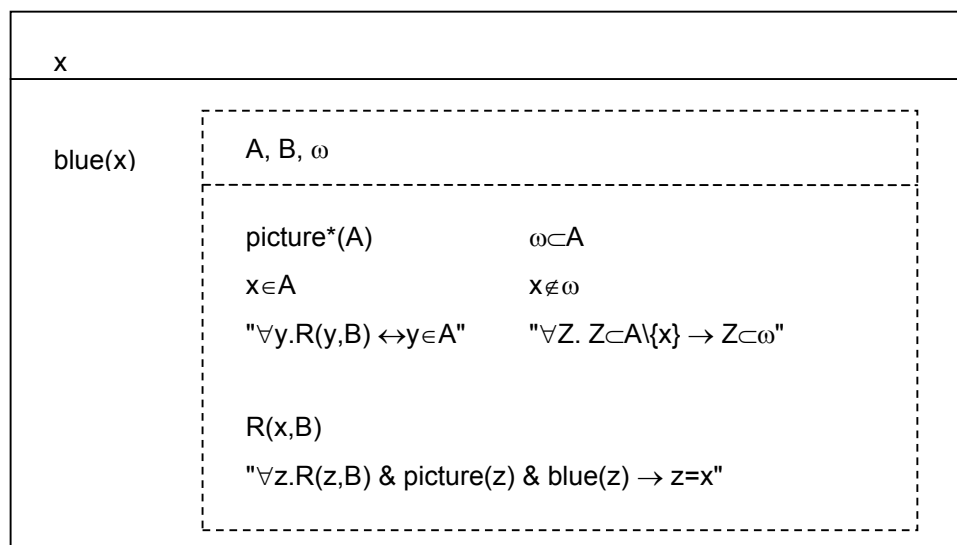 x
blue(x)
A, B, ω
picture*(A) ω⊂A
x∈A x∉ω
"∀y.R(y,B) ↔y∈A" "∀Z. Z⊂A\{x} → Z⊂ω"
R(x,B)
"∀z.R(z,B) & picture(z) & blue(z) → z=x"